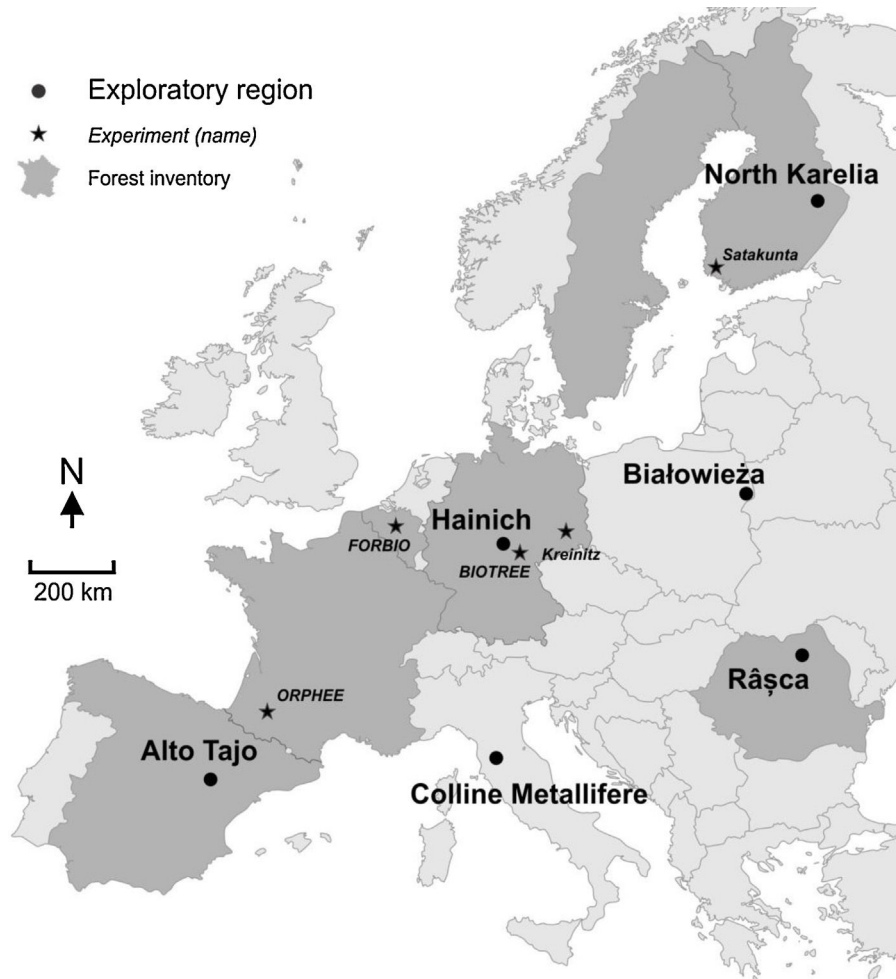 Exploratory region
Experiment (name)
Forest inventory
North Karelia
Satakunta
N
200 km
Białowieża
Hainich
FORBIO
BIOTREE
Kreinitz
Râșca
ORPHEE
Alto Tajo
Colline Metallifere